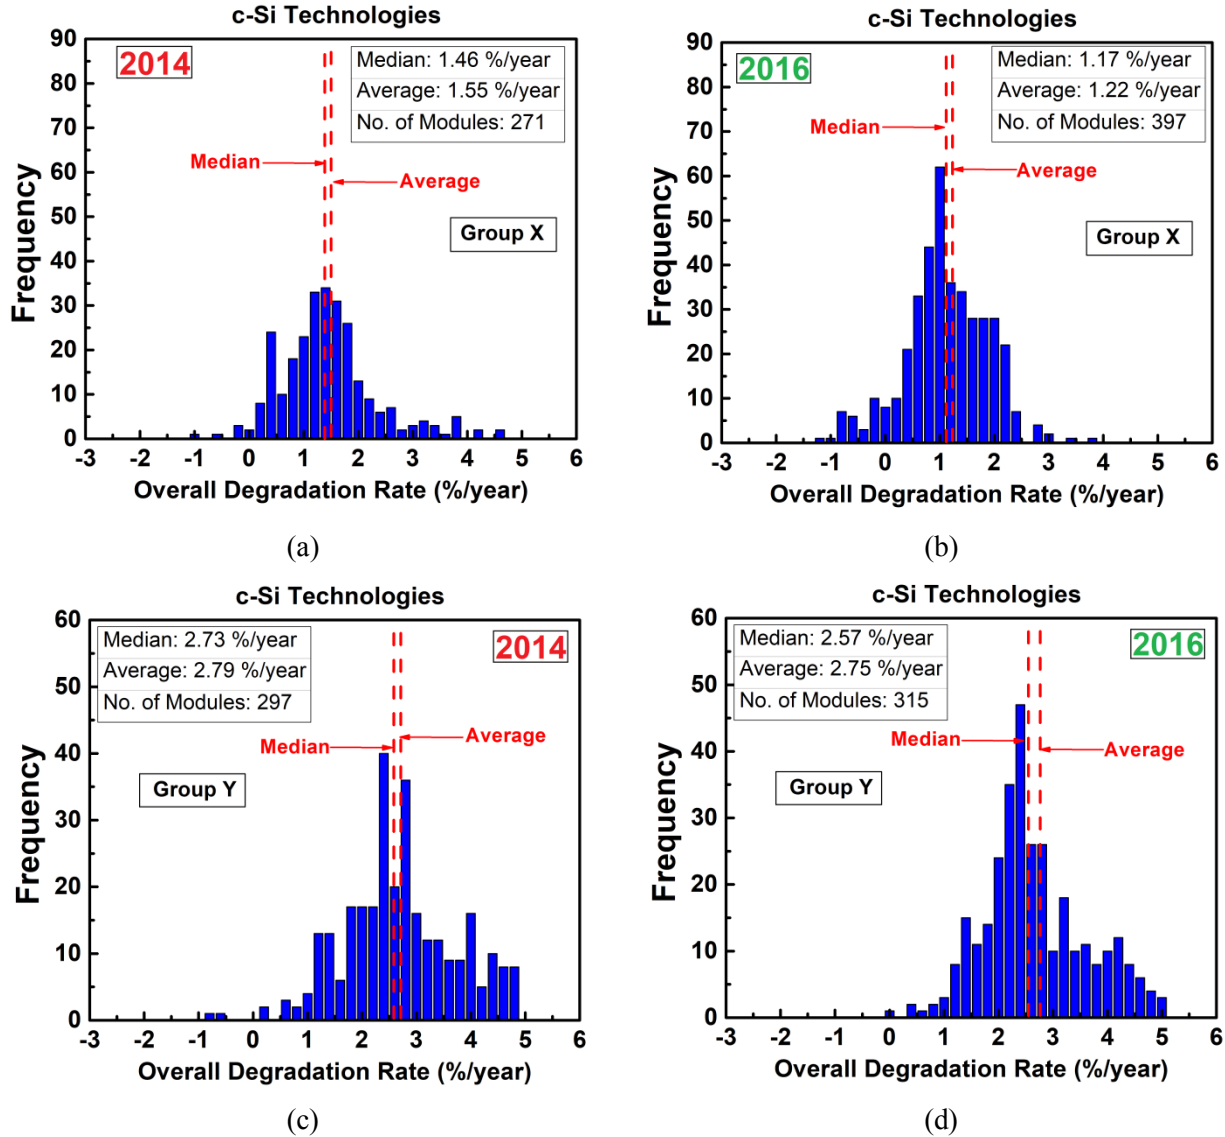 c-Si Technologies
2014
Median: 1.46 %/year
Average: 1.55 %/year
No. of Modules: 271
Median
Average
Group X
Frequency
90
80
70
60
50
40
30
20
10
0
-3 -2 -1 0 1 2 3 4 5 6
Overall Degradation Rate (%/year)
(a)
c-Si Technologies
2016
Median: 1.17 %/year
Average: 1.22 %/year
No. of Modules: 397
Median
Average
Group X
Frequency
90
80
70
60
50
40
30
20
10
0
-3 -2 -1 0 1 2 3 4 5 6
Overall Degradation Rate (%/year)
(b)
c-Si Technologies
Median: 2.73 %/year
Average: 2.79 %/year
No. of Modules: 297
2014
Median
Average
Group Y
Frequency
60
50
40
30
20
10
0
-3 -2 -1 0 1 2 3 4 5 6
Overall Degradation Rate (%/year)
(c)
c-Si Technologies
Median: 2.57 %/year
Average: 2.75 %/year
No. of Modules: 315
2016
Median
Average
Group Y
Frequency
60
50
40
30
20
10
0
-3 -2 -1 0 1 2 3 4 5 6
Overall Degradation Rate (%/year)
(d)